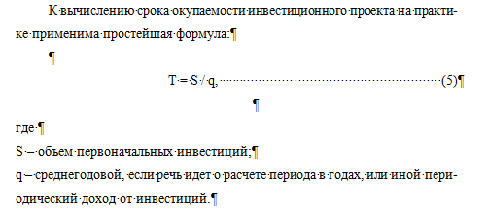 К вычислению срока окупаемости инвестиционного проекта на практи-
ке применима простейшая формула:¶
¶
T = S / q, (5)¶
¶
где ¶
S – объем первоначальных инвестиций;¶
q – среднегодовой, если речь идет о расчете периода в годах, или иной пери-
одический доход от инвестиций.¶